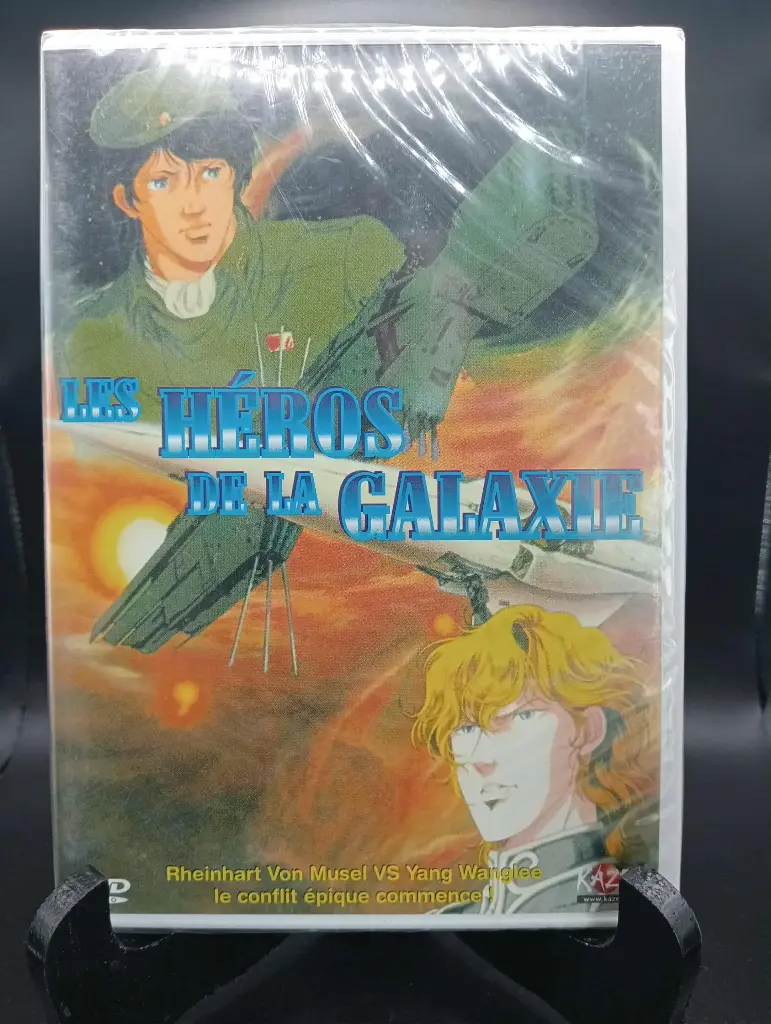 LES HÉROS
DE LA GALAXIE
Rheinhart Von Musel VS Yang Wanglee
le conflit épique commence !